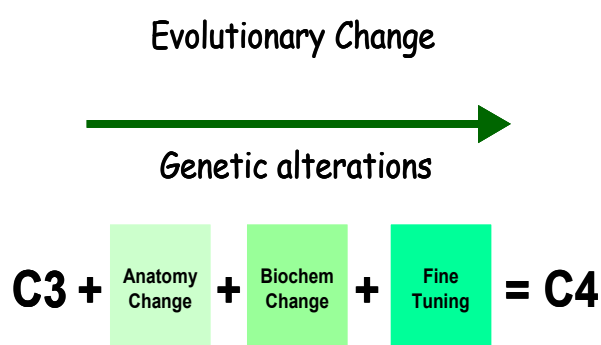 Evolutionary Change
Genetic alterations
C3 + Anatomy Change + Biochem Change + Fine Tuning = C4